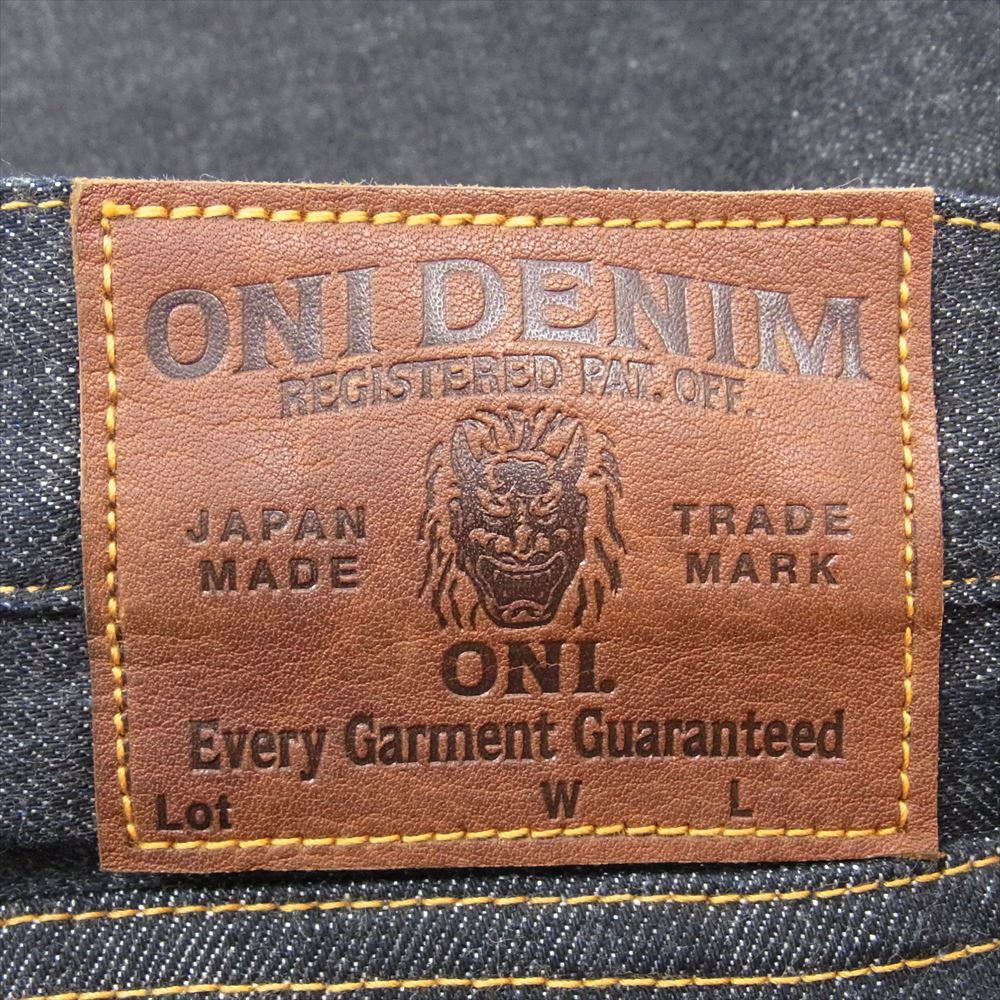 ONI DENIM
REGISTERED PAT. OFF.
JAPAN MADE
TRADE MARK
ONI.
Every Garment Guaranteed
Lot W L